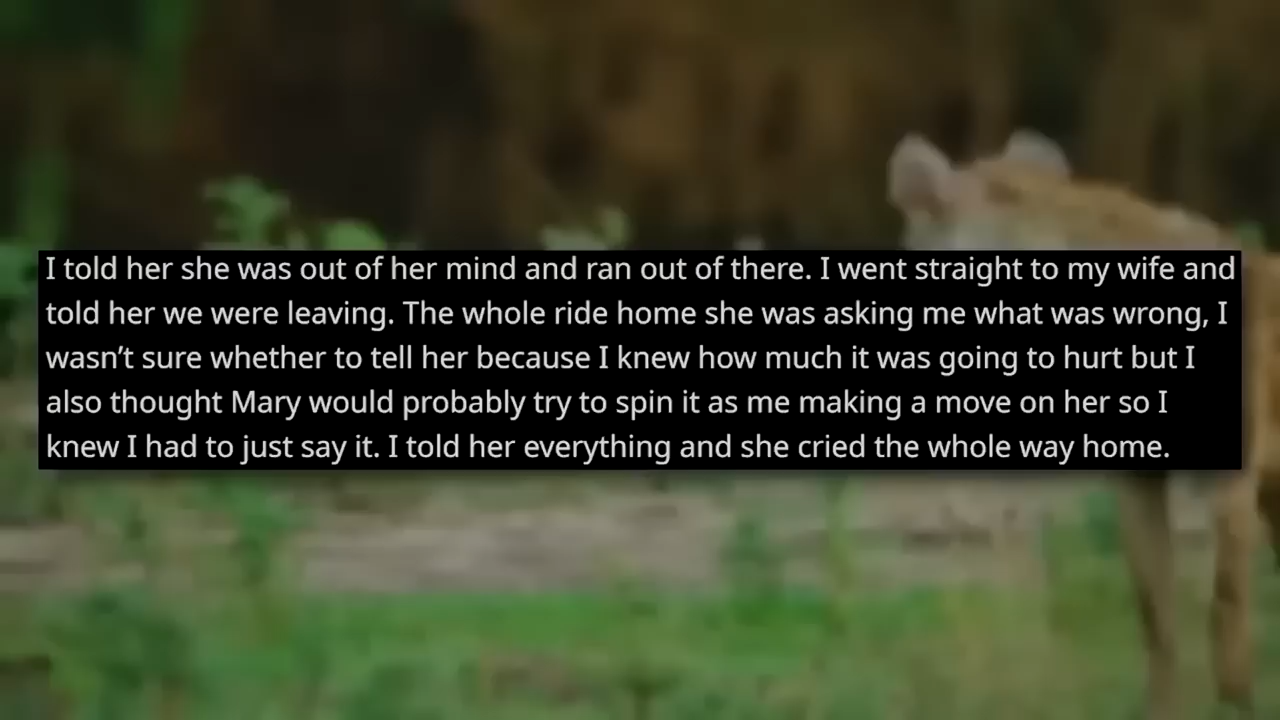 I told her she was out of her mind and ran out of there. I went straight to my wife and
told her we were leaving. The whole ride home she was asking me what was wrong, I
wasn’t sure whether to tell her because I knew how much it was going to hurt but I
also thought Mary would probably try to spin it as me making a move on her so I
knew I had to just say it. I told her everything and she cried the whole way home.